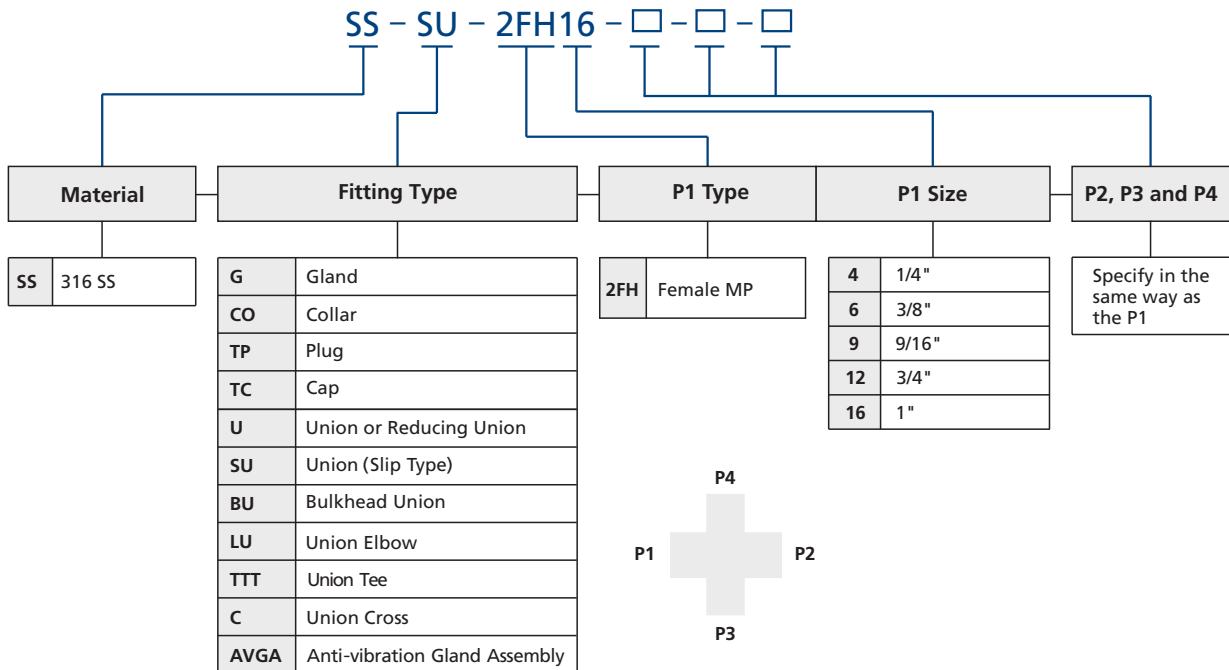 SS – SU – 2FH16 – □ – □ – □
Material
Fitting Type
P1 Type
P1 Size
P2, P3 and P4
SS 316 SS
G Gland
CO Collar
TP Plug
TC Cap
U Union or Reducing Union
SU Union (Slip Type)
BU Bulkhead Union
LU Union Elbow
TTT Union Tee
C Union Cross
AVGA Anti-vibration Gland Assembly
2FH Female MP
4 1/4"
6 3/8"
9 9/16"
12 3/4"
16 1"
Specify in the
same way as
the P1
P4
P1
P2
P3